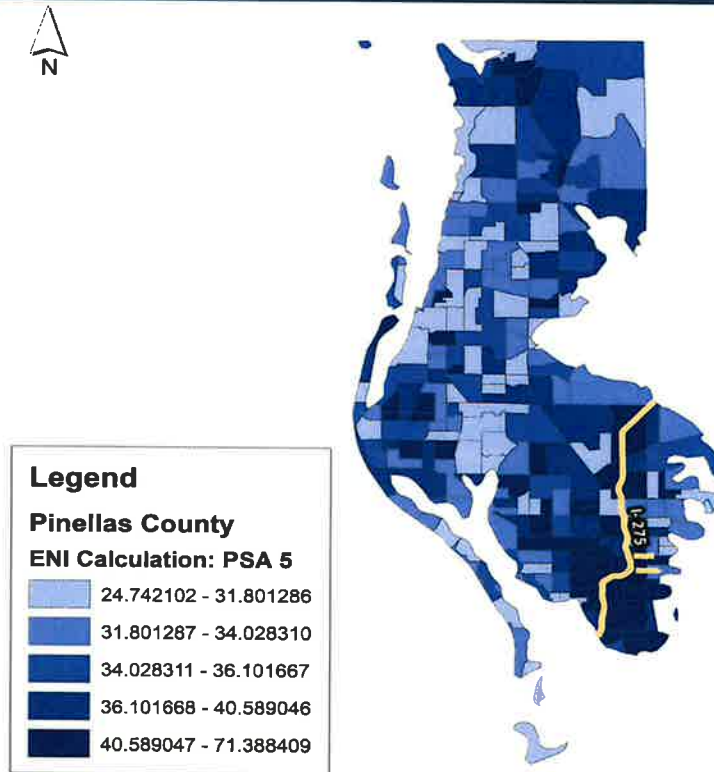 N
I-275
Legend
Pinellas County
ENI Calculation: PSA 5
24.742102 - 31.801286
31.801287 - 34.028310
34.028311 - 36.101667
36.101668 - 40.589046
40.589047 - 71.388409